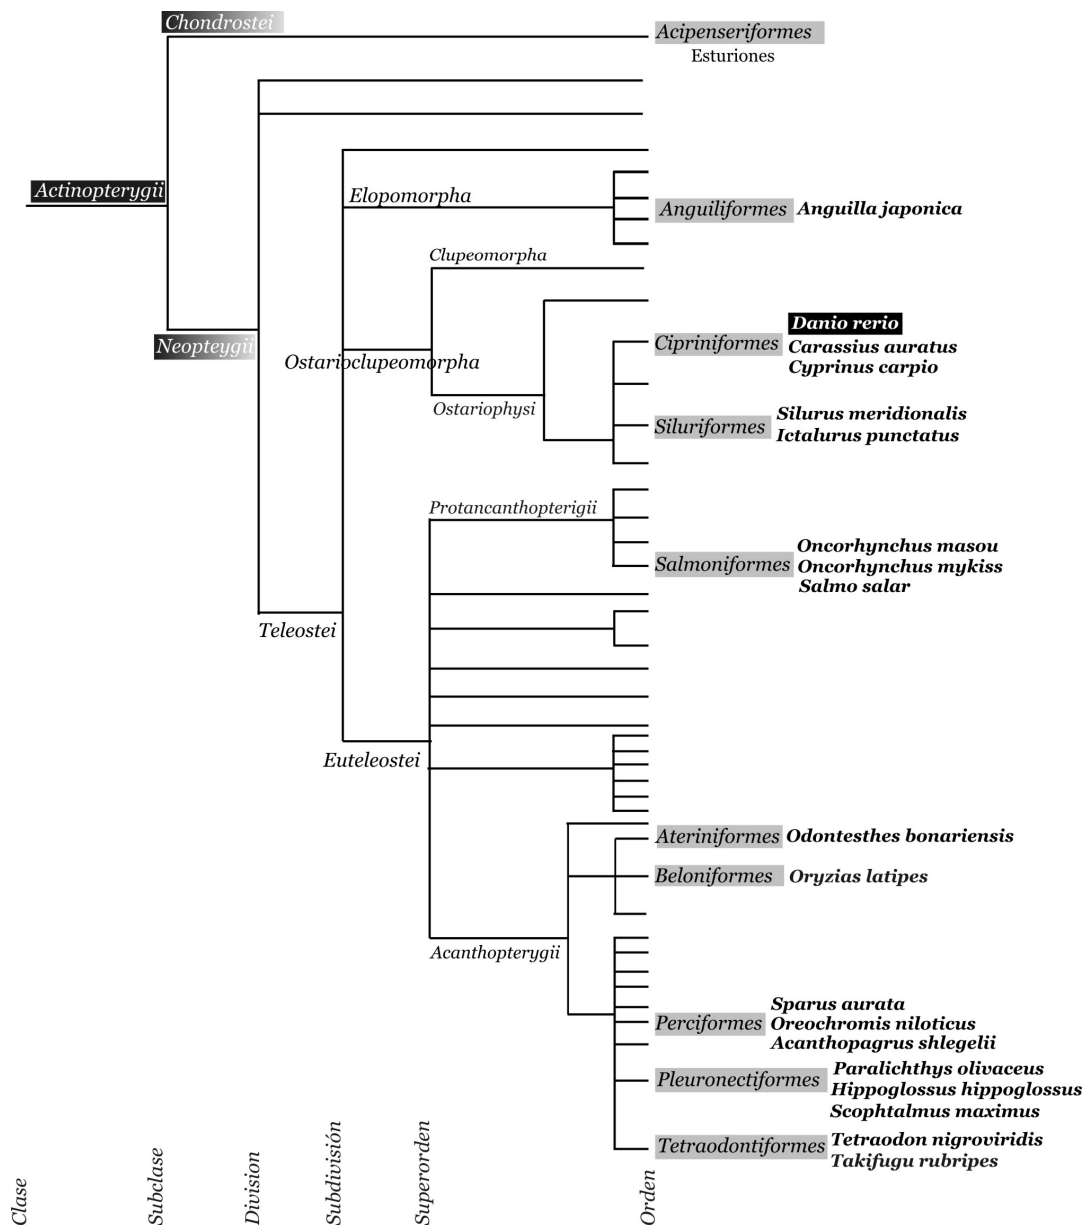 Chondrostei
Acipenseriformes
Esturiones
Actinopterygii
Elopomorpha
Anguiliformes Anguilla japonica
Clupeomorpha
Neopteygii
Ostarioclupeomorpha
Danio rerio
Cipriniformes Carassius auratus
Cyprinus carpio
Ostariophysi
Silurus meridionalis
Siluriformes
Ictalurus punctatus
Protancanthopterigii
Oncorhynchus masou
Salmoniformes Oncorhynchus mykiss
Salmo salar
Teleostei
Euteleostei
Ateriniformes Odontesthes bonariensis
Beloniformes Oryzias latipes
Acanthopterygii
Sparus aurata
Perciformes Oreochromis niloticus
Acanthopagrus shlegelii
Paralichthys olivaceus
Pleuronectiformes Hippoglossus hippoglossus
Scophtalmus maximus
Tetraodontiformes Tetraodon nigroviridis
Takifugu rubripes
Clase
Subclase
Division
Subdivisión
Superorden
Orden